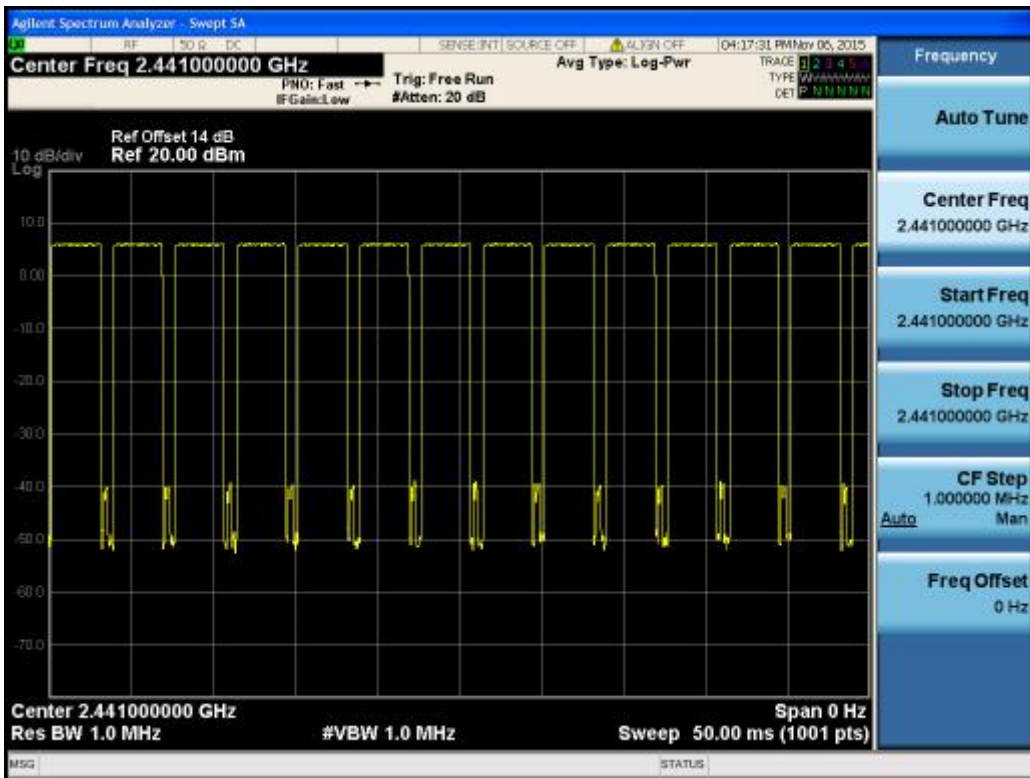 Agilent Spectrum Analyzer - Swept SA
RF 50 Ω DC SENSE:INT SOURCE OFF ALIGN OFF 04:17:31 PM Nov 06, 2015
Center Freq 2.441000000 GHz
Avg Type: Log-Pwr
TRACE 1 2 3 4 5 6
TYPE
DET P N N N N N
PNO: Fast
IFGain:Low
Trig: Free Run
#Atten: 20 dB
Ref Offset 14 dB
10 dB/div Ref 20.00 dBm
Log
10.0
0.00
-10.0
-20.0
-30.0
-40.0
-50.0
-60.0
-70.0
Center 2.441000000 GHz Span 0 Hz
Res BW 1.0 MHz #VBW 1.0 MHz Sweep 50.00 ms (1001 pts)
MSG STATUS
Frequency
Auto Tune
Center Freq
2.441000000 GHz
Start Freq
2.441000000 GHz
Stop Freq
2.441000000 GHz
CF Step
1.000000 MHz
Auto Man
Freq Offset
0 Hz